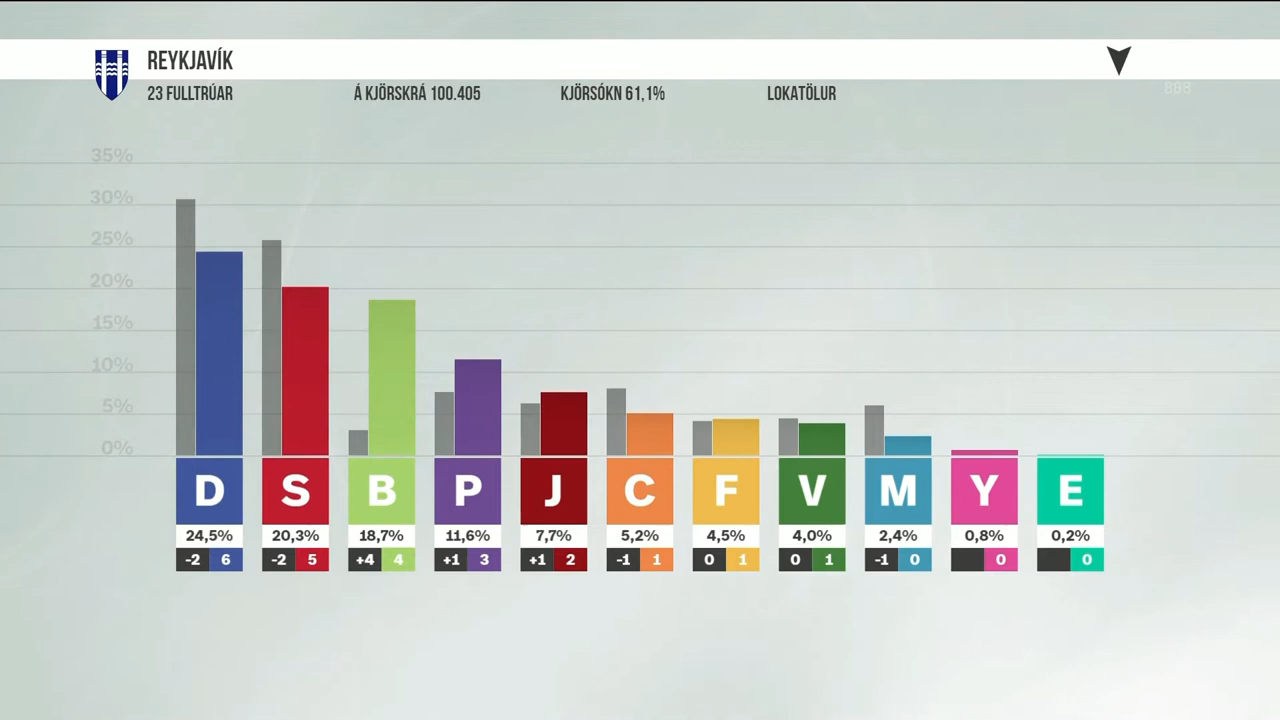 REYKJAVÍK
23 FULLTRÚAR Á KJÖRSKRÁ 100.405 KJÖRSÓKN 61,1% LOKATÖLUR
35%
30%
25%
20%
15%
10%
5%
0%
D S B P J C F V M Y E
24,5% 20,3% 18,7% 11,6% 7,7% 5,2% 4,5% 4,0% 2,4% 0,8% 0,2%
-2 6 -2 5 +4 4 +1 3 +1 2 -1 1 0 1 0 1 -1 0 0 0